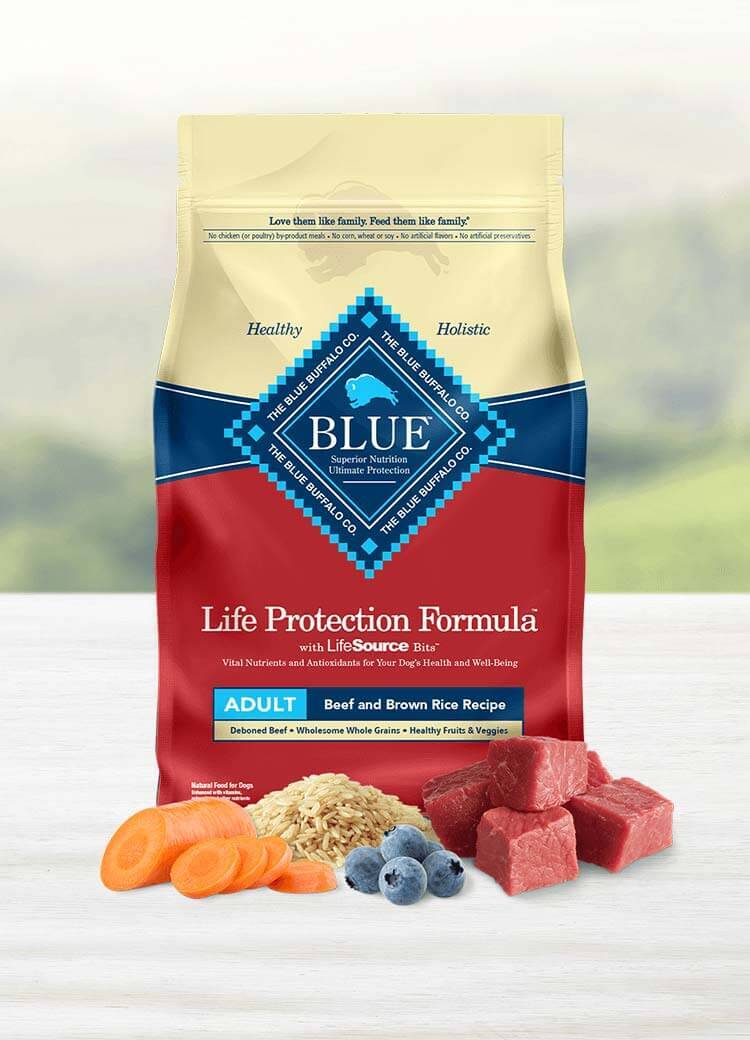 Love them like family. Feed them like family.®
No chicken (or poultry) by-product meals • No corn, wheat or soy • No artificial flavors • No artificial preservatives
Healthy Holistic
THE BLUE BUFFALO CO. THE BLUE BUFFALO CO.
BLUE™
Superior Nutrition
Ultimate Protection
THE BLUE BUFFALO CO. THE BLUE BUFFALO CO.
Life Protection Formula™
with LifeSource Bits™
Vital Nutrients and Antioxidants for Your Dog's Health and Well-Being
ADULT Beef and Brown Rice Recipe
Deboned Beef • Wholesome Whole Grains • Healthy Fruits & Veggies
Natural Food for Dogs
Enhanced with vitamins,